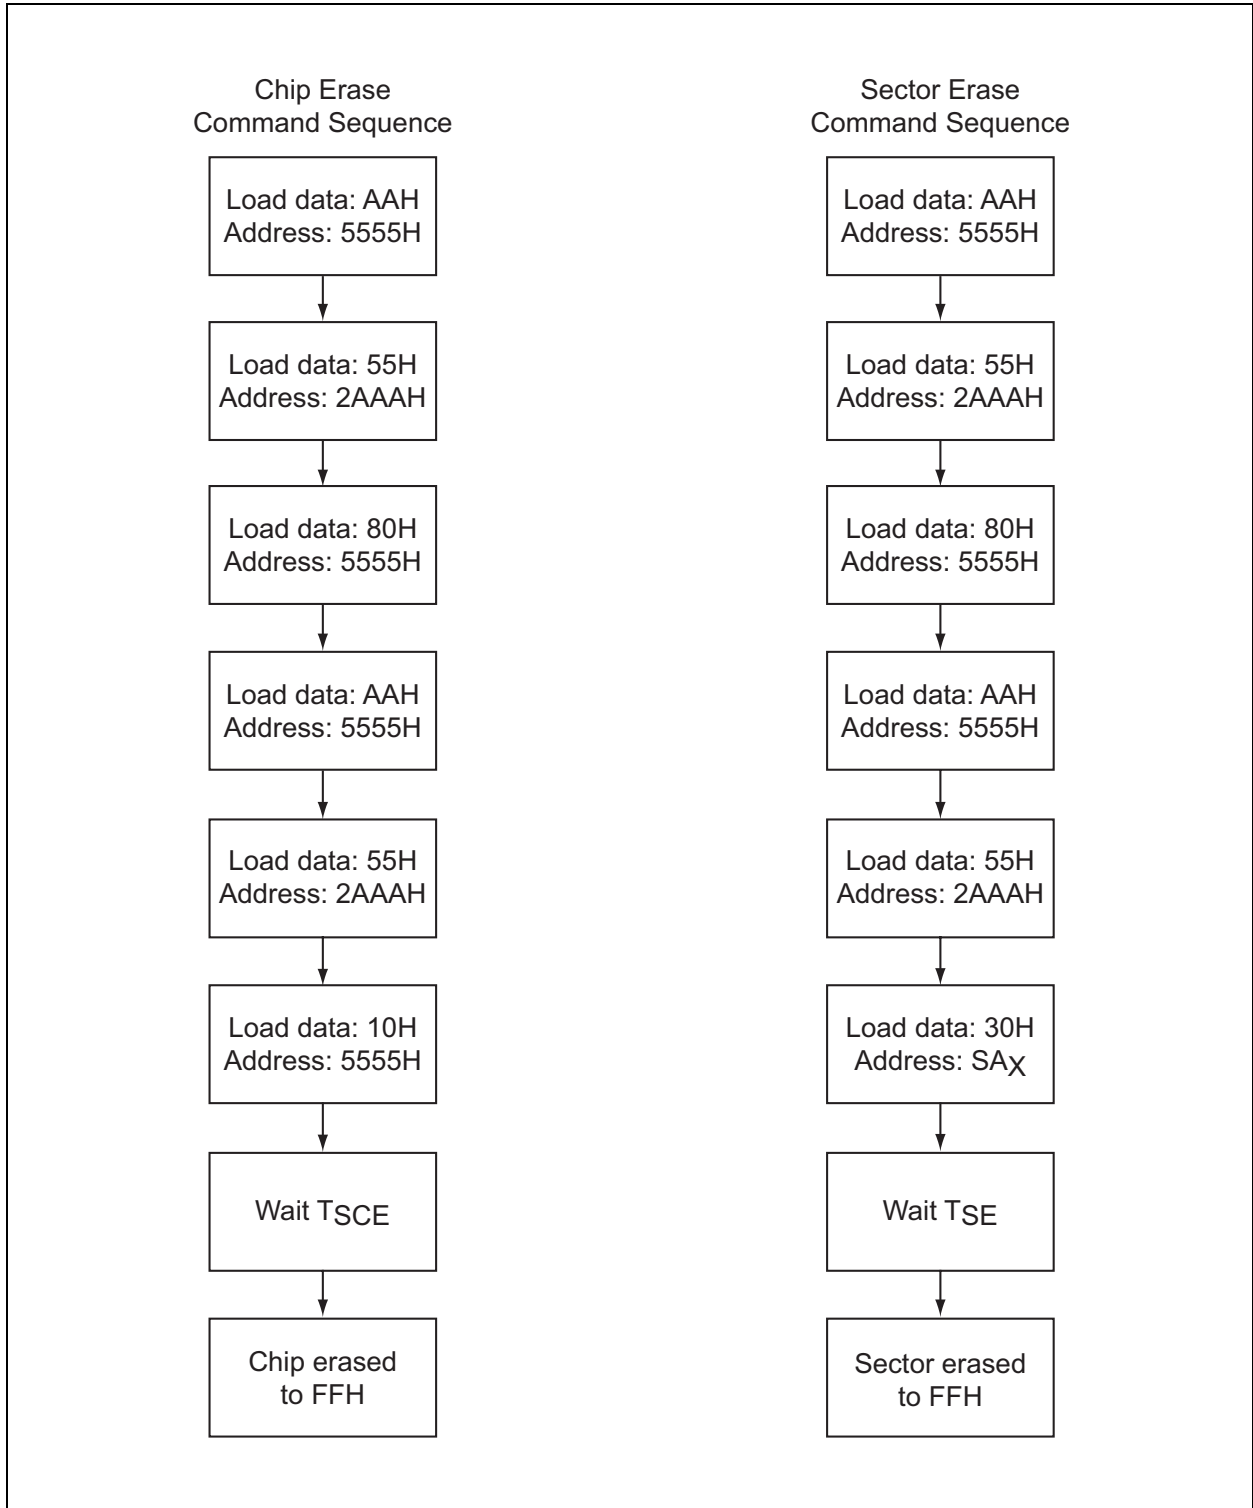 Chip Erase
Command Sequence
Load data: AAH
Address: 5555H
Load data: 55H
Address: 2AAAH
Load data: 80H
Address: 5555H
Load data: AAH
Address: 5555H
Load data: 55H
Address: 2AAAH
Load data: 10H
Address: 5555H
Wait TSCE
Chip erased
to FFH
Sector Erase
Command Sequence
Load data: AAH
Address: 5555H
Load data: 55H
Address: 2AAAH
Load data: 80H
Address: 5555H
Load data: AAH
Address: 5555H
Load data: 55H
Address: 2AAAH
Load data: 30H
Address: SAX
Wait TSE
Sector erased
to FFH